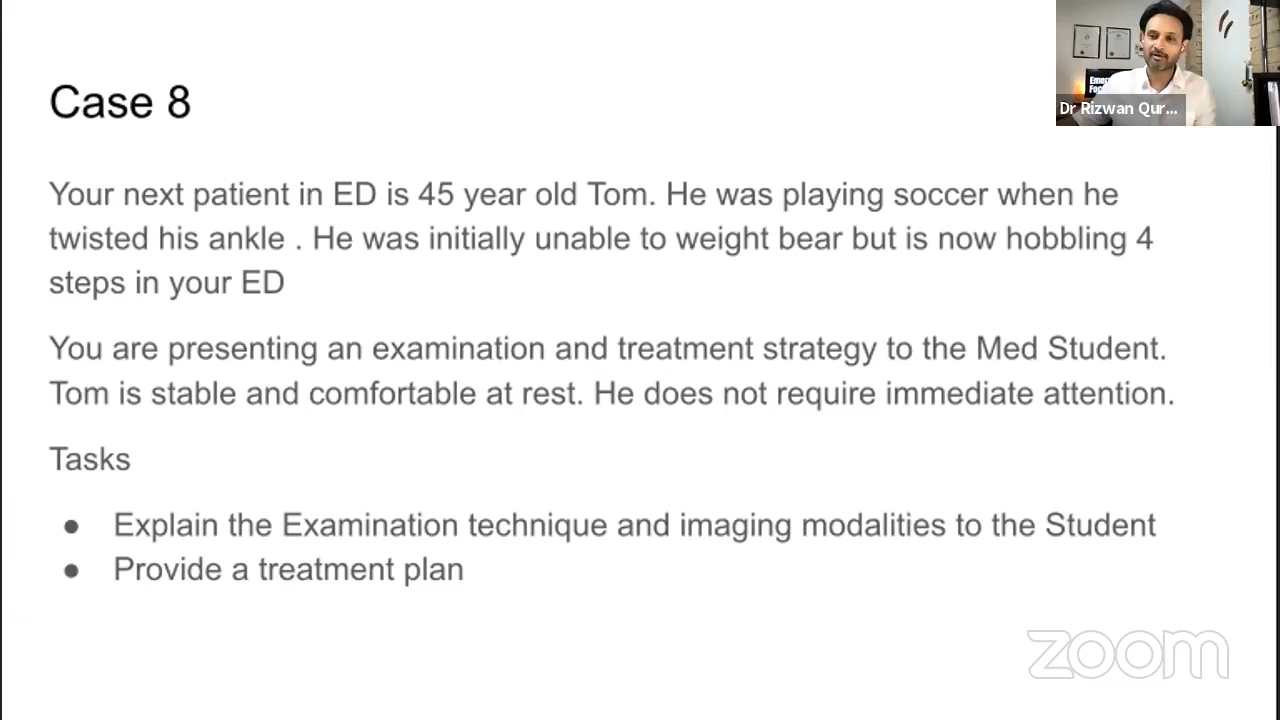 Case 8
Your next patient in ED is 45 year old Tom. He was playing soccer when he
twisted his ankle . He was initially unable to weight bear but is now hobbling 4
steps in your ED
You are presenting an examination and treatment strategy to the Med Student.
Tom is stable and comfortable at rest. He does not require immediate attention.
Tasks
● Explain the Examination technique and imaging modalities to the Student
● Provide a treatment plan
Dr Rizwan Qur...
zoom